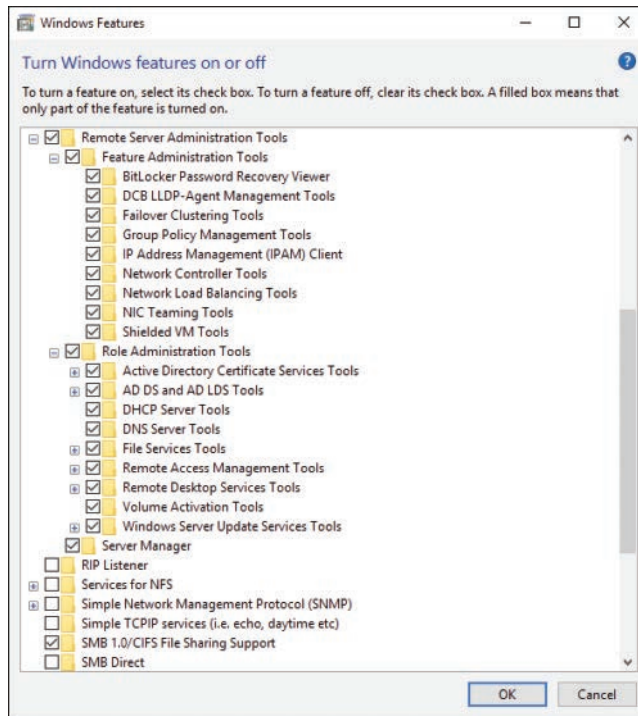 Windows Features
Turn Windows features on or off
?
To turn a feature on, select its check box. To turn a feature off, clear its check box. A filled box means that
only part of the feature is turned on.
Remote Server Administration Tools
Feature Administration Tools
BitLocker Password Recovery Viewer
DCB LLDP-Agent Management Tools
Failover Clustering Tools
Group Policy Management Tools
IP Address Management (IPAM) Client
Network Controller Tools
Network Load Balancing Tools
NIC Teaming Tools
Shielded VM Tools
Role Administration Tools
Active Directory Certificate Services Tools
AD DS and AD LDS Tools
DHCP Server Tools
DNS Server Tools
File Services Tools
Remote Access Management Tools
Remote Desktop Services Tools
Volume Activation Tools
Windows Server Update Services Tools
Server Manager
RIP Listener
Services for NFS
Simple Network Management Protocol (SNMP)
Simple TCPIP services (i.e. echo, daytime etc)
SMB 1.0/CIFS File Sharing Support
SMB Direct
OK Cancel